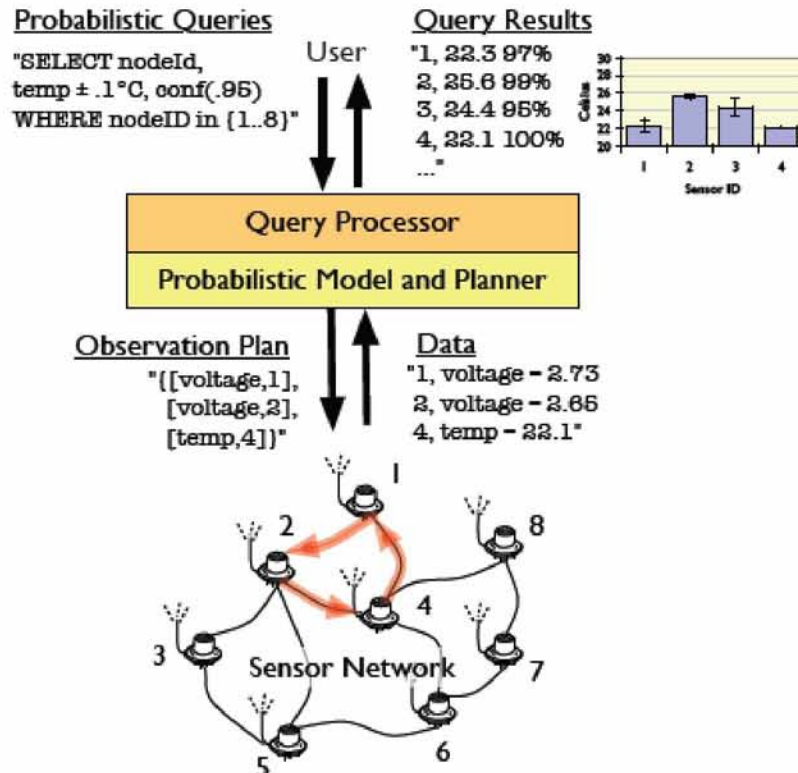 Probabilistic Queries
"SELECT nodeId,
temp ± .1°C, conf(.95)
WHERE nodeID in {1..8}"
User
Query Results
"1, 22.3 97%
2, 25.6 99%
3, 24.4 95%
4, 22.1 100%
..."
Celsius
30
28
26
24
22
20
1 2 3 4
Sensor ID
Query Processor
Probabilistic Model and Planner
Observation Plan
"{[voltage,1],
[voltage,2],
[temp,4]}"
Data
"1, voltage = 2.73
2, voltage = 2.65
4, temp = 22.1"
1
2
8
4
3
Sensor Network
7
6
5